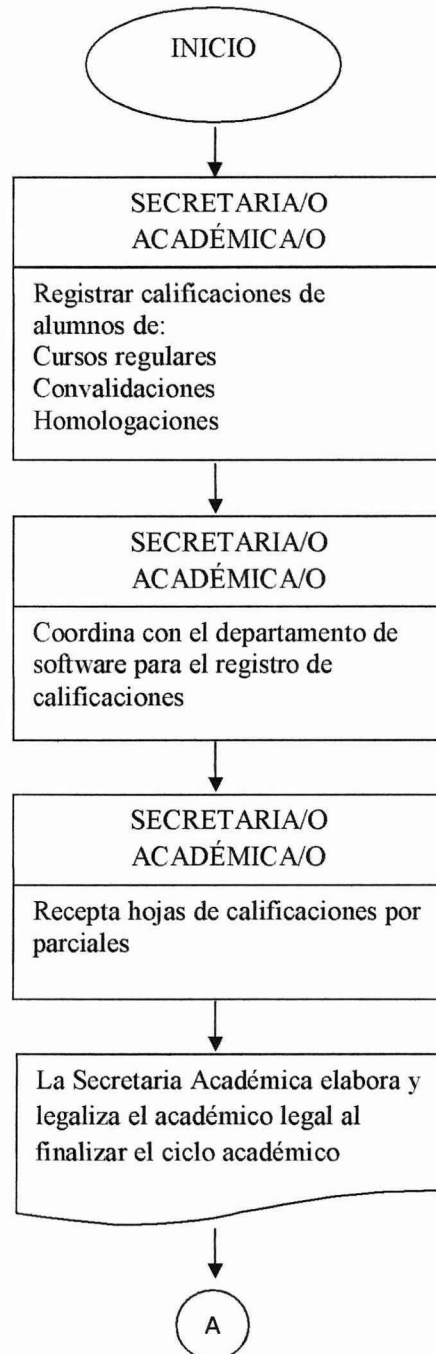 INICIO
SECRETARIA/O
ACADÉMICA/O
Registrar calificaciones de
alumnos de:
Cursos regulares
Convalidaciones
Homologaciones
SECRETARIA/O
ACADÉMICA/O
Coordina con el departamento de
software para el registro de
calificaciones
SECRETARIA/O
ACADÉMICA/O
Recepta hojas de calificaciones por
parciales
La Secretaria Académica elabora y
legaliza el académico legal al
finalizar el ciclo académico
A